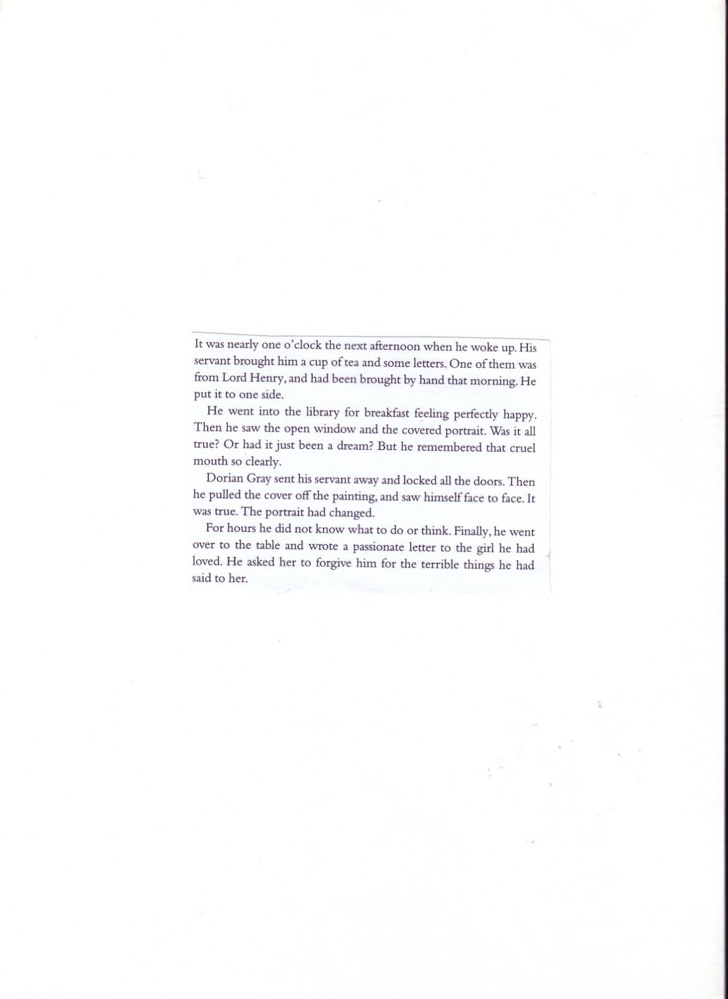 It was nearly one o'clock the next afternoon when he woke up. His
servant brought him a cup of tea and some letters. One of them was
from Lord Henry, and had been brought by hand that morning. He
put it to one side.
He went into the library for breakfast feeling perfectly happy.
Then he saw the open window and the covered portrait. Was it all
true? Or had it just been a dream? But he remembered that cruel
mouth so clearly.
Dorian Gray sent his servant away and locked all the doors. Then
he pulled the cover off the painting, and saw himself face to face. It
was true. The portrait had changed.
For hours he did not know what to do or think. Finally, he went
over to the table and wrote a passionate letter to the girl he had
loved. He asked her to forgive him for the terrible things he had
said to her.